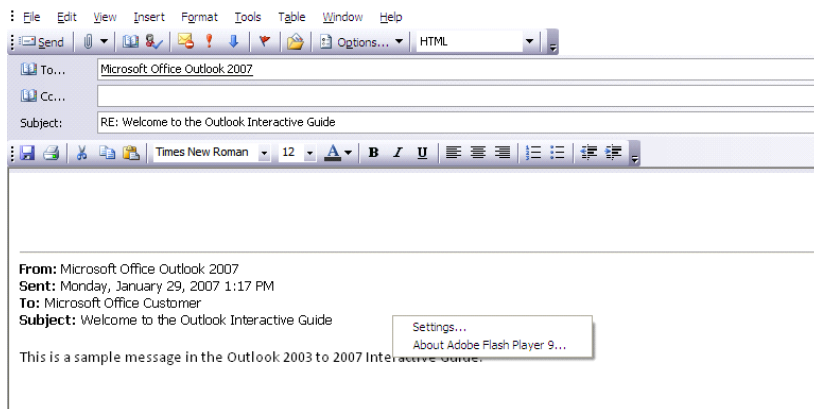 File Edit View Insert Format Tools Table Window Help
Send Options... HTML
To... Microsoft Office Outlook 2007
Cc...
Subject: RE: Welcome to the Outlook Interactive Guide
Times New Roman 12 A B I U
From: Microsoft Office Outlook 2007
Sent: Monday, January 29, 2007 1:17 PM
To: Microsoft Office Customer
Subject: Welcome to the Outlook Interactive Guide
Settings...
About Adobe Flash Player 9...
This is a sample message in the Outlook 2003 to 2007 Interactive Guide.